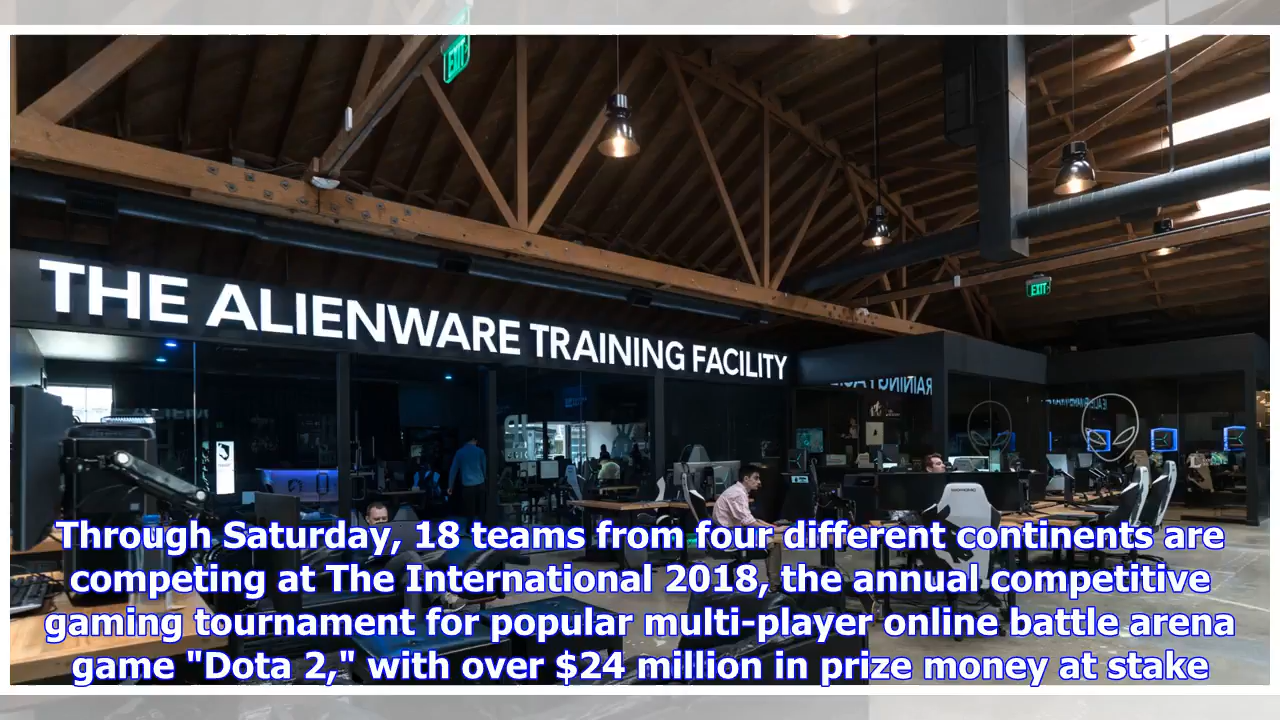 EXIT
EXIT
THE ALIENWARE TRAINING FACILITY
Through Saturday, 18 teams from four different continents are
competing at The International 2018, the annual competitive
gaming tournament for popular multi-player online battle arena
game "Dota 2," with over $24 million in prize money at stake